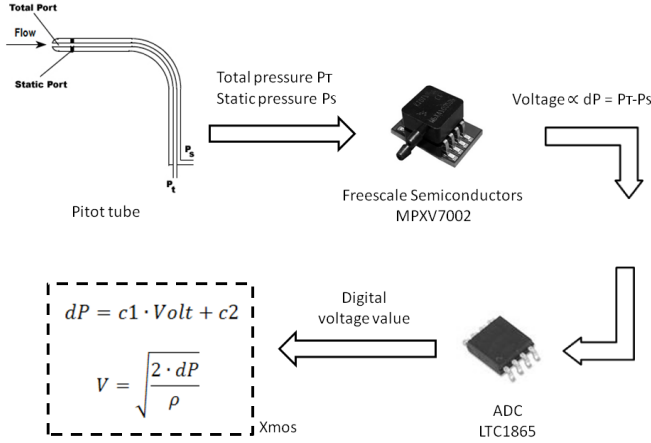 Total Port
Flow
Static Port
Ps
Pt
Pitot tube
Total pressure PT
Static pressure PS
Freescale Semiconductors
MPXV7002
Voltage ∝ dP = PT-PS
dP = c1 · Volt + c2
V = √(2 · dP / ρ)
Xmos
Digital
voltage value
ADC
LTC1865